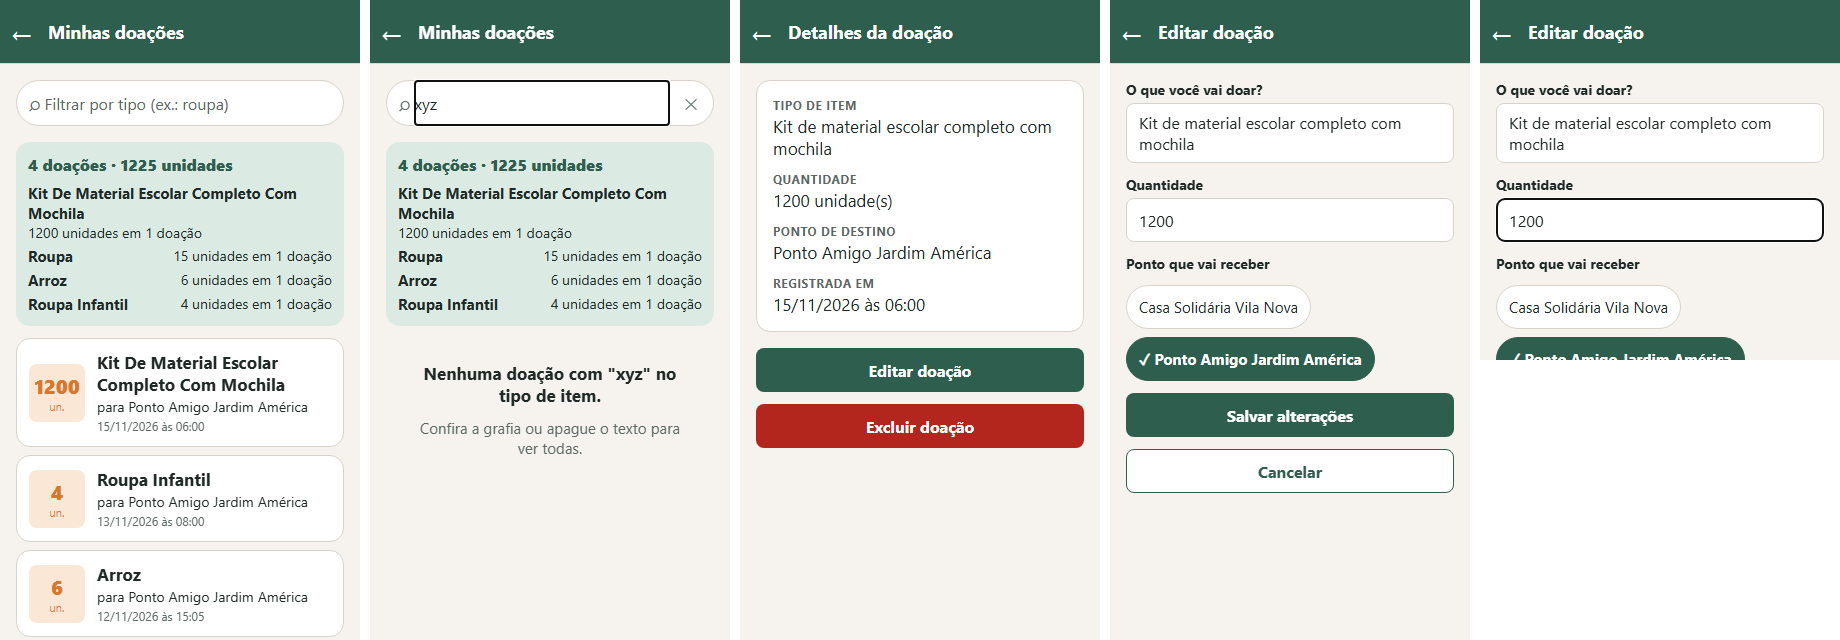 ← Minhas doações
Filtrar por tipo (ex.: roupa)
4 doações · 1225 unidades
Kit De Material Escolar Completo Com
Mochila
1200 unidades em 1 doação
Roupa 15 unidades em 1 doação
Arroz 6 unidades em 1 doação
Roupa Infantil 4 unidades em 1 doação
1200
un.
Kit De Material Escolar
Completo Com Mochila
para Ponto Amigo Jardim América
15/11/2026 às 06:00
4
un.
Roupa Infantil
para Ponto Amigo Jardim América
13/11/2026 às 08:00
6
un.
Arroz
para Ponto Amigo Jardim América
12/11/2026 às 15:05
← Minhas doações
xyz
4 doações · 1225 unidades
Kit De Material Escolar Completo Com
Mochila
1200 unidades em 1 doação
Roupa 15 unidades em 1 doação
Arroz 6 unidades em 1 doação
Roupa Infantil 4 unidades em 1 doação
Nenhuma doação com "xyz" no
tipo de item.
Confira a grafia ou apague o texto para
ver todas.
← Detalhes da doação
TIPO DE ITEM
Kit de material escolar completo com
mochila
QUANTIDADE
1200 unidade(s)
PONTO DE DESTINO
Ponto Amigo Jardim América
REGISTRADA EM
15/11/2026 às 06:00
Editar doação
Excluir doação
← Editar doação
O que você vai doar?
Kit de material escolar completo com
mochila
Quantidade
1200
Ponto que vai receber
Casa Solidária Vila Nova
✓ Ponto Amigo Jardim América
Salvar alterações
Cancelar
← Editar doação
O que você vai doar?
Kit de material escolar completo com
mochila
Quantidade
1200
Ponto que vai receber
Casa Solidária Vila Nova
✓ Ponto Amigo Jardim América